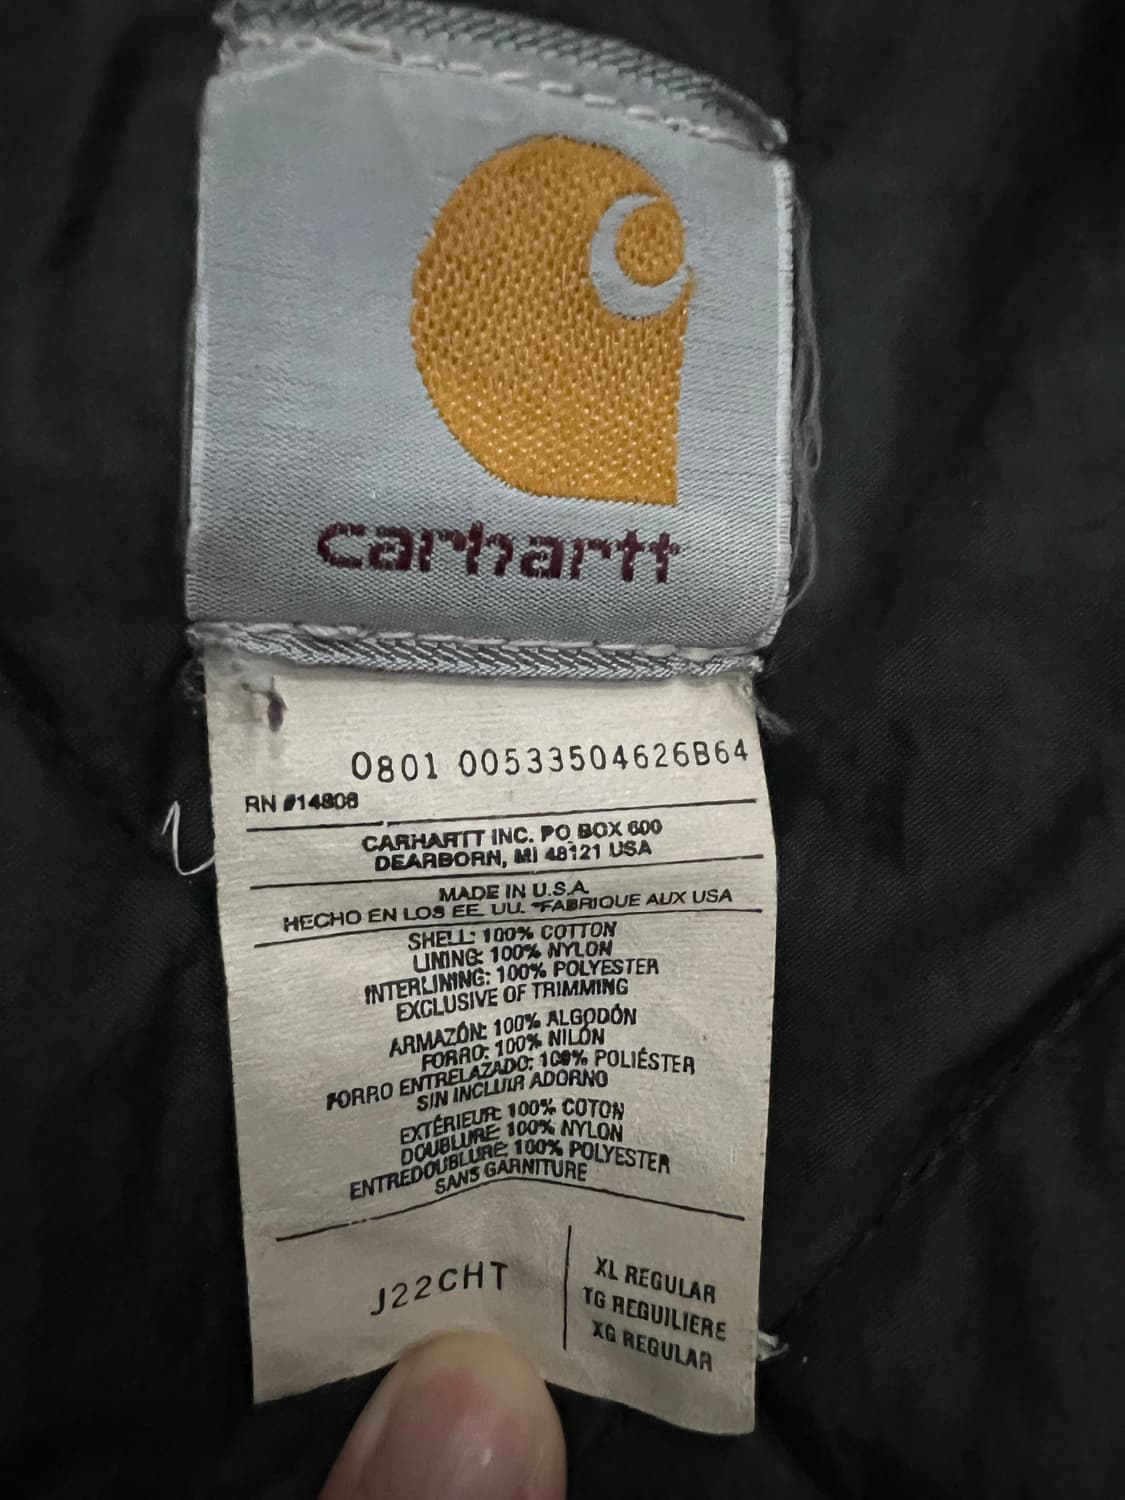 carhartt
0801 00533504626B64
RN #14806
CARHARTT INC. PO BOX 600
DEARBORN, MI 48121 USA
MADE IN U.S.A.
HECHO EN LOS EE. UU. *FABRIQUE AUX USA
SHELL: 100% COTTON
LINING: 100% NYLON
INTERLINING: 100% POLYESTER
EXCLUSIVE OF TRIMMING
ARMAZÓN: 100% ALGODÓN
FORRO: 100% NILÓN
FORRO ENTRELAZADO: 100% POLIÉSTER
SIN INCLUIR ADORNO
EXTÉRIEUR: 100% COTON
DOUBLURE: 100% NYLON
ENTREDOUBLURE: 100% POLYESTER
SANS GARNITURE
J22CHT
XL REGULAR
TG REGUILIERE
XG REGULAR